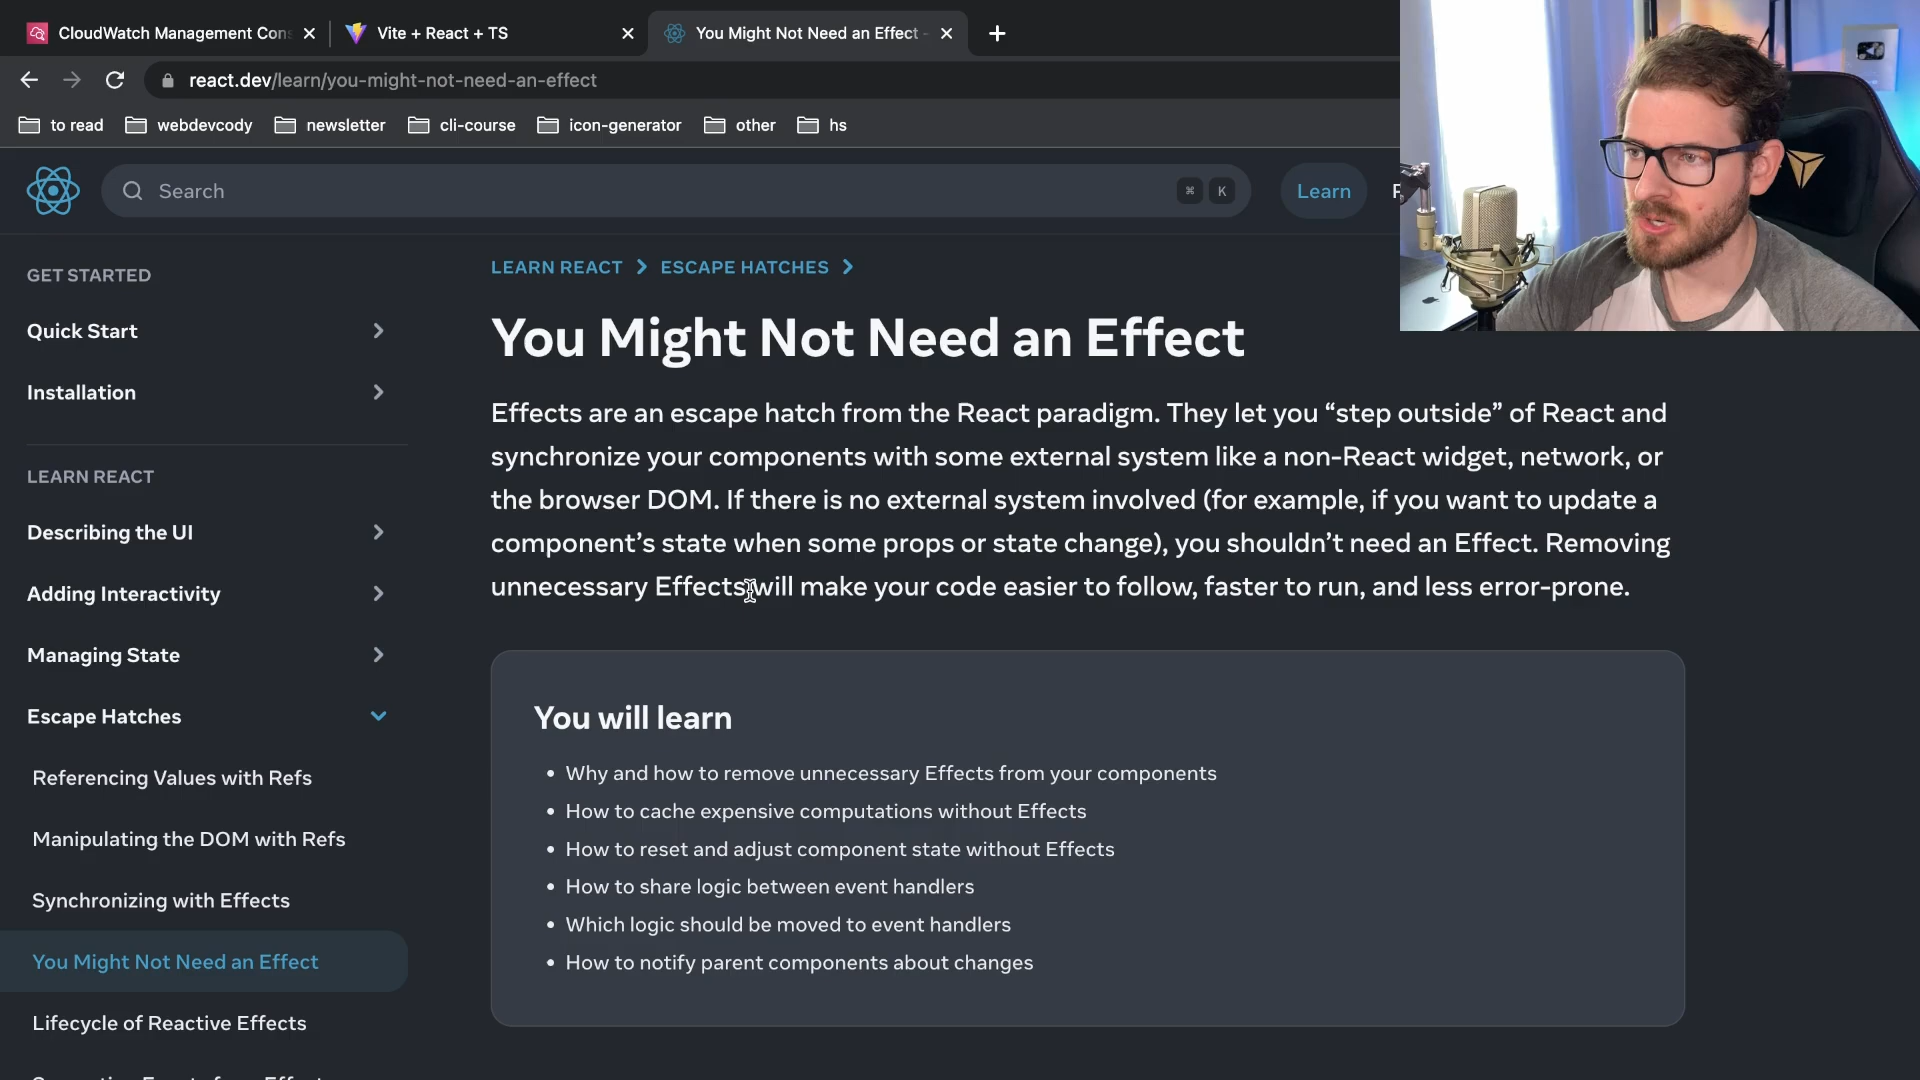 CloudWatch Management Cons
Vite + React + TS
You Might Not Need an Effect -
react.dev/learn/you-might-not-need-an-effect
to read
webdevcody
newsletter
cli-course
icon-generator
other
hs
Search
⌘ K
Learn
GET STARTED
Quick Start
Installation
LEARN REACT
Describing the UI
Adding Interactivity
Managing State
Escape Hatches
Referencing Values with Refs
Manipulating the DOM with Refs
Synchronizing with Effects
You Might Not Need an Effect
Lifecycle of Reactive Effects
LEARN REACT
ESCAPE HATCHES
You Might Not Need an Effect
Effects are an escape hatch from the React paradigm. They let you “step outside” of React and
synchronize your components with some external system like a non-React widget, network, or
the browser DOM. If there is no external system involved (for example, if you want to update a
component’s state when some props or state change), you shouldn’t need an Effect. Removing
unnecessary Effects will make your code easier to follow, faster to run, and less error-prone.
You will learn
• Why and how to remove unnecessary Effects from your components
• How to cache expensive computations without Effects
• How to reset and adjust component state without Effects
• How to share logic between event handlers
• Which logic should be moved to event handlers
• How to notify parent components about changes